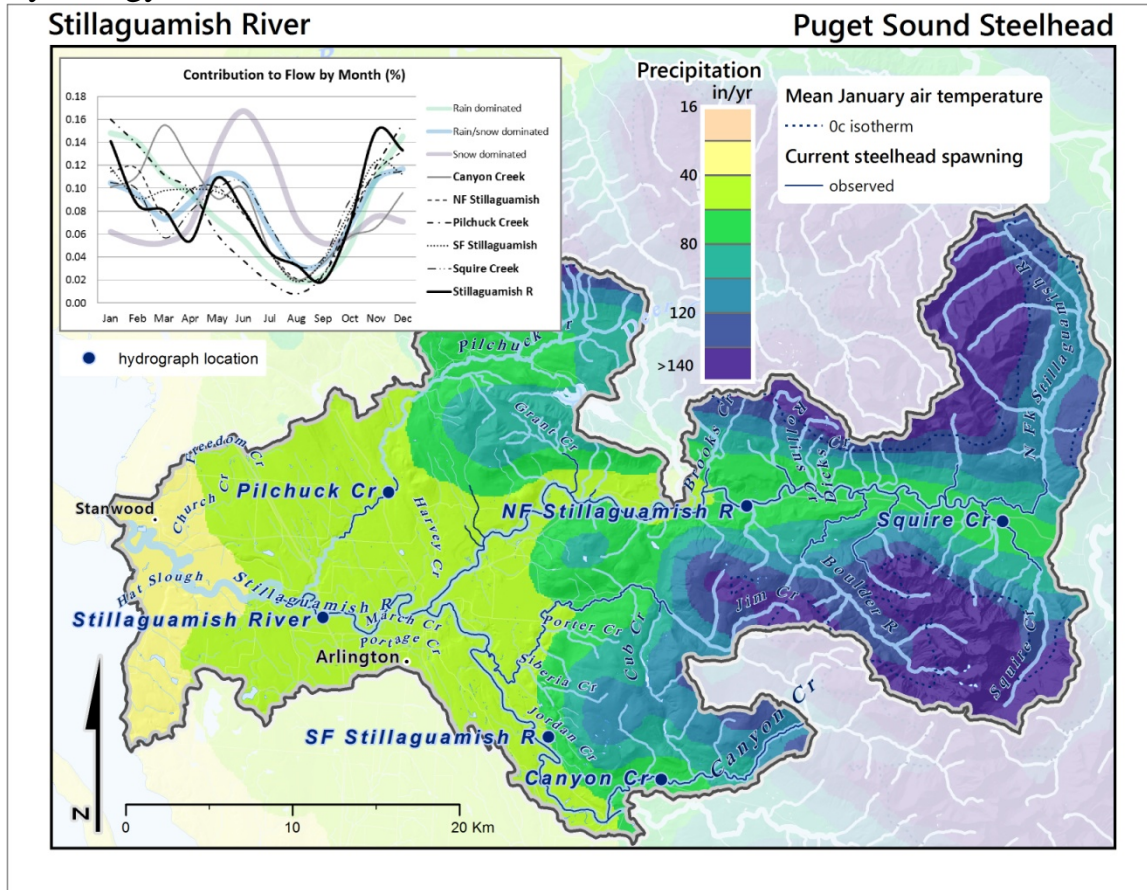 Stillaguamish River
Puget Sound Steelhead
Contribution to Flow by Month (%)
0.18
0.16
0.14
0.12
0.10
0.08
0.06
0.04
0.02
0.00
Jan Feb Mar Apr May Jun Jul Aug Sep Oct Nov Dec
Rain dominated
Rain/snow dominated
Snow dominated
Canyon Creek
NF Stillaguamish
Pilchuck Creek
SF Stillaguamish
Squire Creek
Stillaguamish R
hydrograph location
Precipitation
in/yr
16
40
80
120
>140
Mean January air temperature
0c isotherm
Current steelhead spawning
observed
Pilchuck Cr
N Fk Stillaguamish R
Grant Cr
Brooks Cr
Rollins Cr
Dicks Cr
Freedom Cr
Church Cr
Pilchuck Cr
Harvey Cr
NF Stillaguamish R
Squire Cr
Stanwood
Hat Slough
Stillaguamish R
Boulder R
Jim Cr
March Cr
Stillaguamish River
Portage Cr
Porter Cr
Cub Cr
Arlington
Siberia Cr
Squire Cr
Jordan Cr
SF Stillaguamish R
Canyon Cr
Canyon Cr
N
0 10 20 Km